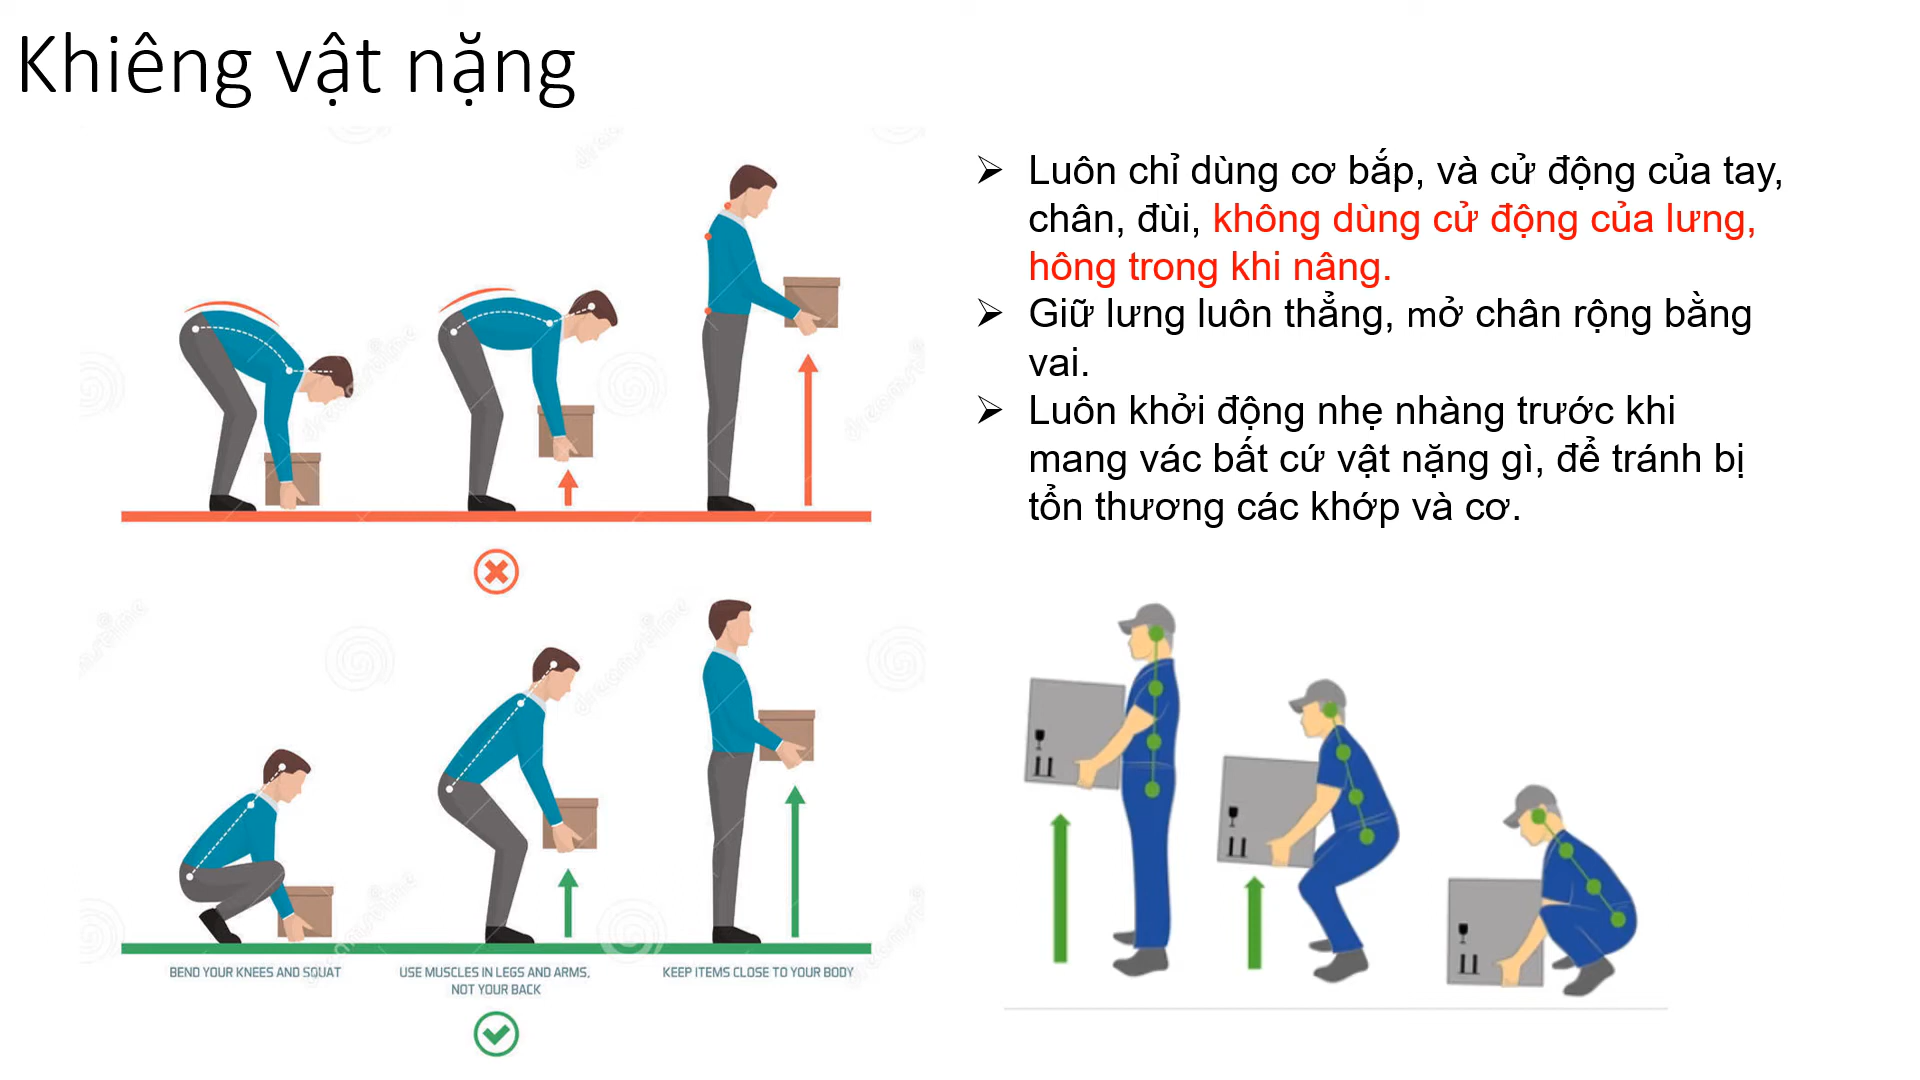 Khiêng vật nặng
Luôn chỉ dùng cơ bắp, và cử động của tay,
chân, đùi, không dùng cử động của lưng,
hông trong khi nâng.
Giữ lưng luôn thẳng, mở chân rộng bằng
vai.
Luôn khởi động nhẹ nhàng trước khi
mang vác bất cứ vật nặng gì, để tránh bị
tổn thương các khớp và cơ.
BEND YOUR KNEES AND SQUAT
USE MUSCLES IN LEGS AND ARMS,
NOT YOUR BACK
KEEP ITEMS CLOSE TO YOUR BODY
dreamstime
dreamstime
dreamstime
dreamstime